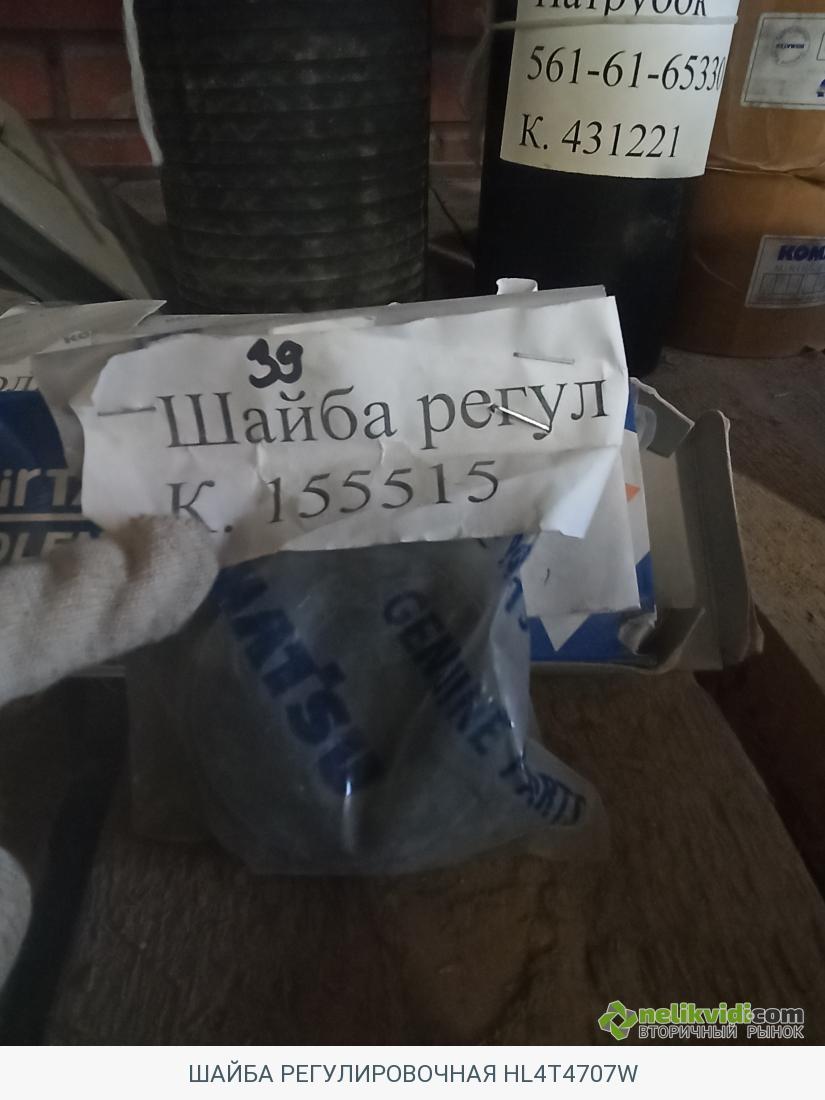 Патрубок
561-61-65330
К. 431221
39
Шайба регул
К. 155515
GENUINE PARTS
nelikvidi.com
ВТОРИЧНЫЙ РЫНОК
ШАЙБА РЕГУЛИРОВОЧНАЯ HL4T4707W